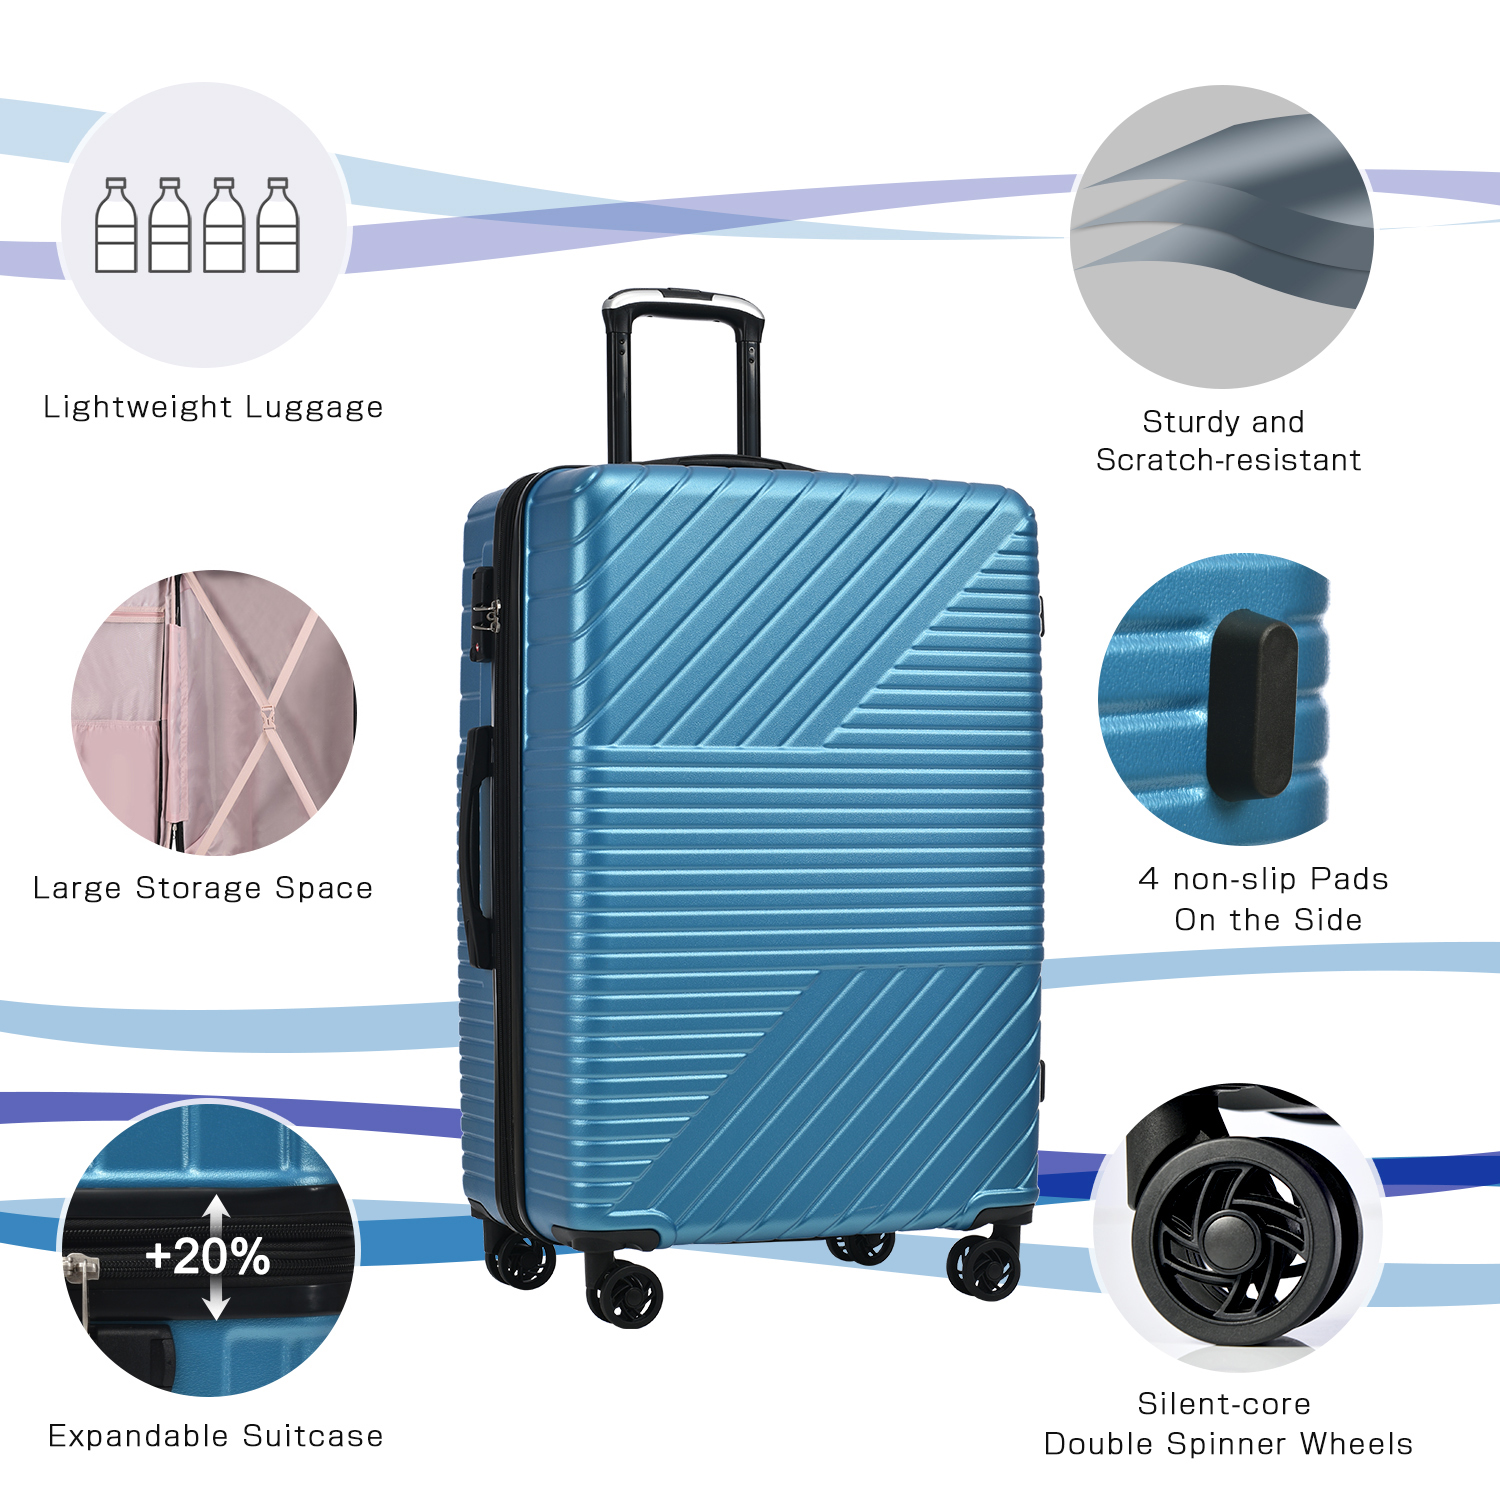 Lightweight Luggage
Sturdy and
Scratch-resistant
Large Storage Space
4 non-slip Pads
On the Side
+20%
Expandable Suitcase
Silent-core
Double Spinner Wheels